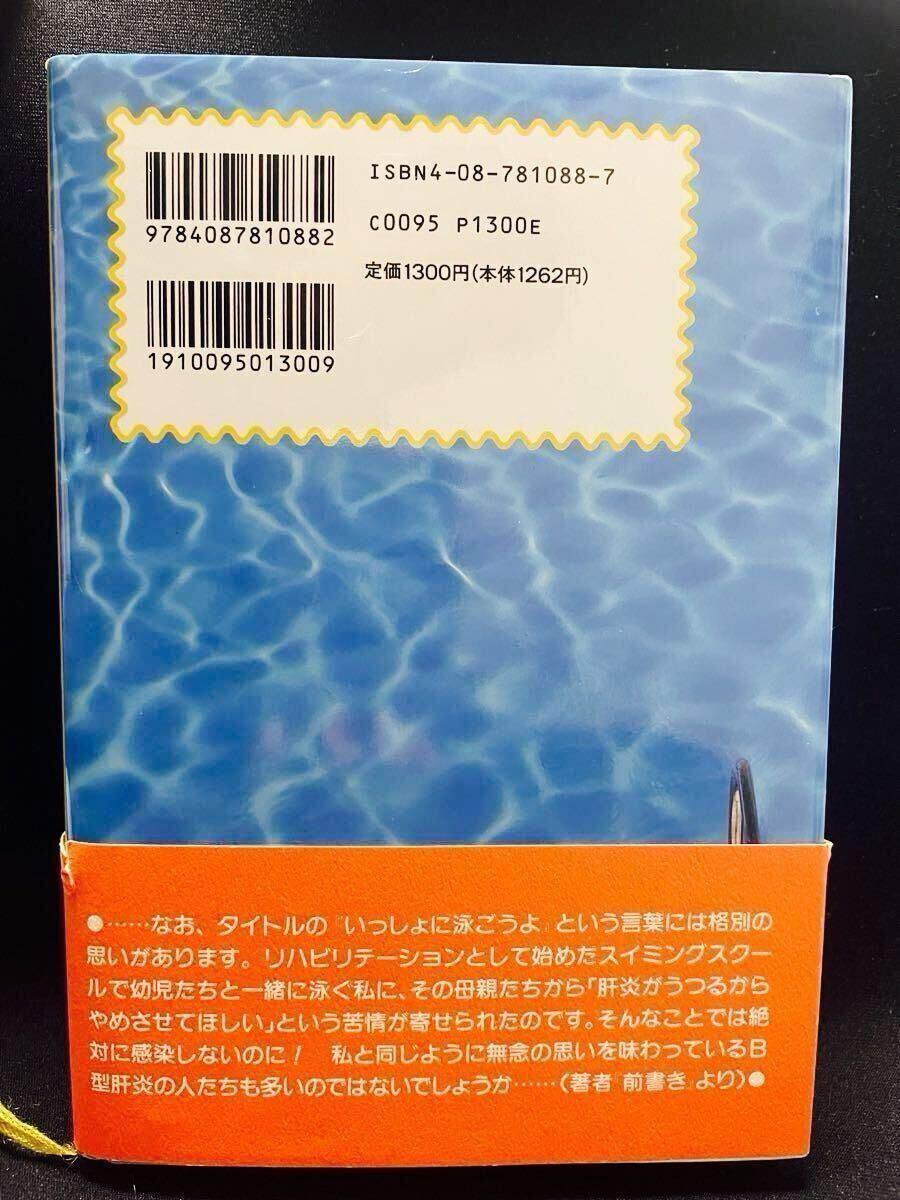 ISBN4-08-781088-7
9784087810882
C0095 P1300E
定価1300円(本体1262円)
1910095013009
●……なお、タイトルの『いっしょに泳ごうよ』という言葉には格別の
思いがあります。リハビリテーションとして始めたスイミングスクー
ルで幼児たちと一緒に泳ぐ私に、その母親たちから「肝炎がうつるから
やめさせてほしい」という苦情が寄せられたのです。そんなことでは絶
対に感染しないのに！　私と同じように無念の思いを味わっているB
型肝炎の人たちも多いのではないでしょうか……(著者『前書き』より)●